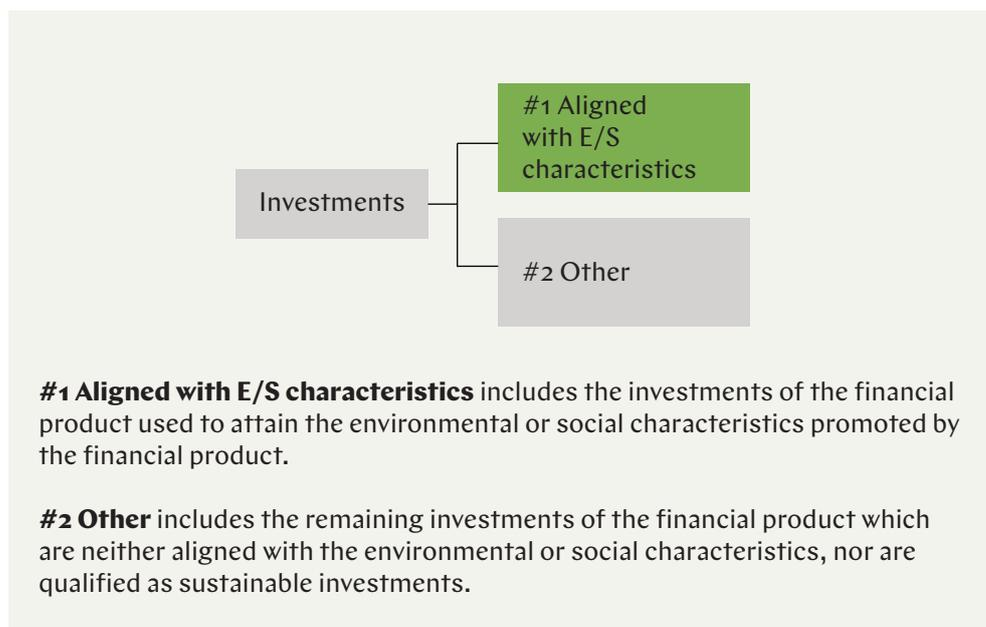 #1 Aligned
with E/S
characteristics
Investments
#2 Other
#1 Aligned with E/S characteristics includes the investments of the financial
product used to attain the environmental or social characteristics promoted by
the financial product.
#2 Other includes the remaining investments of the financial product which
are neither aligned with the environmental or social characteristics, nor are
qualified as sustainable investments.